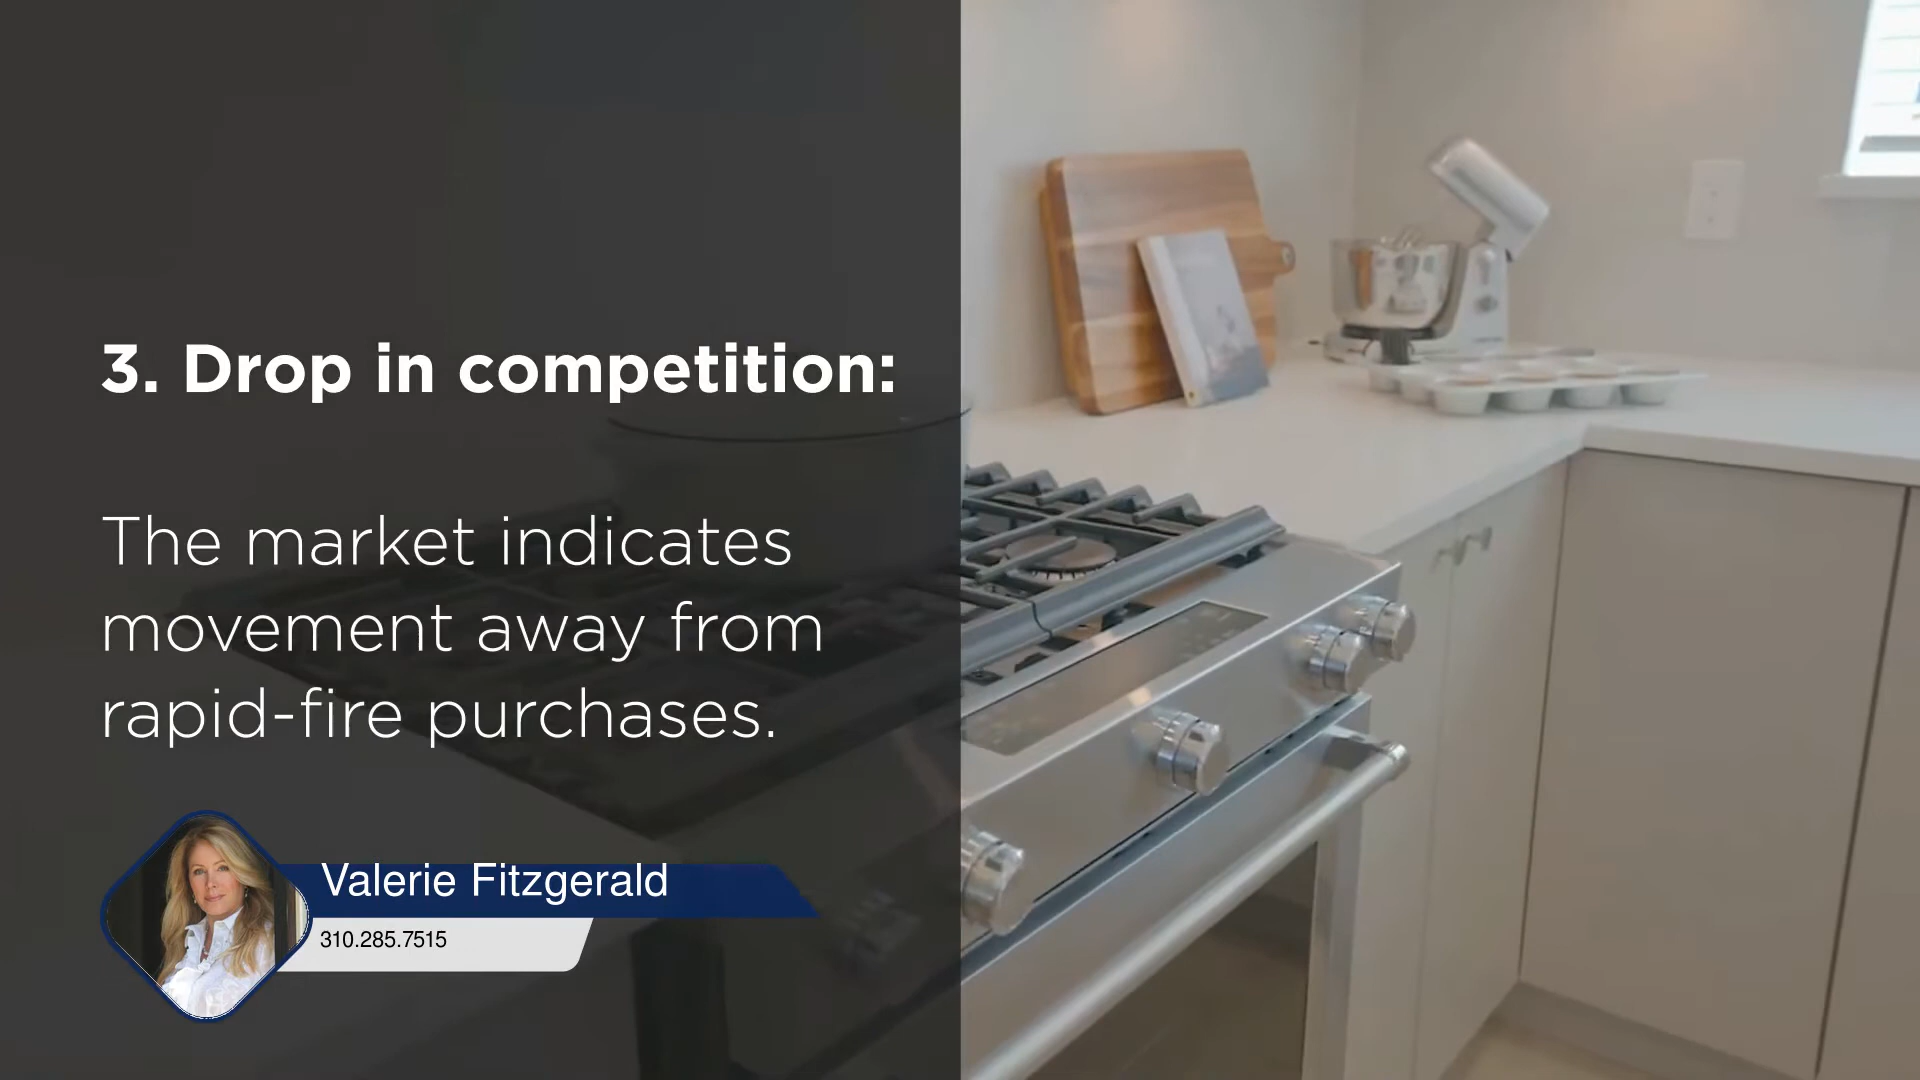 3. Drop in competition:
The market indicates
movement away from
rapid-fire purchases.
Valerie Fitzgerald
310.285.7515